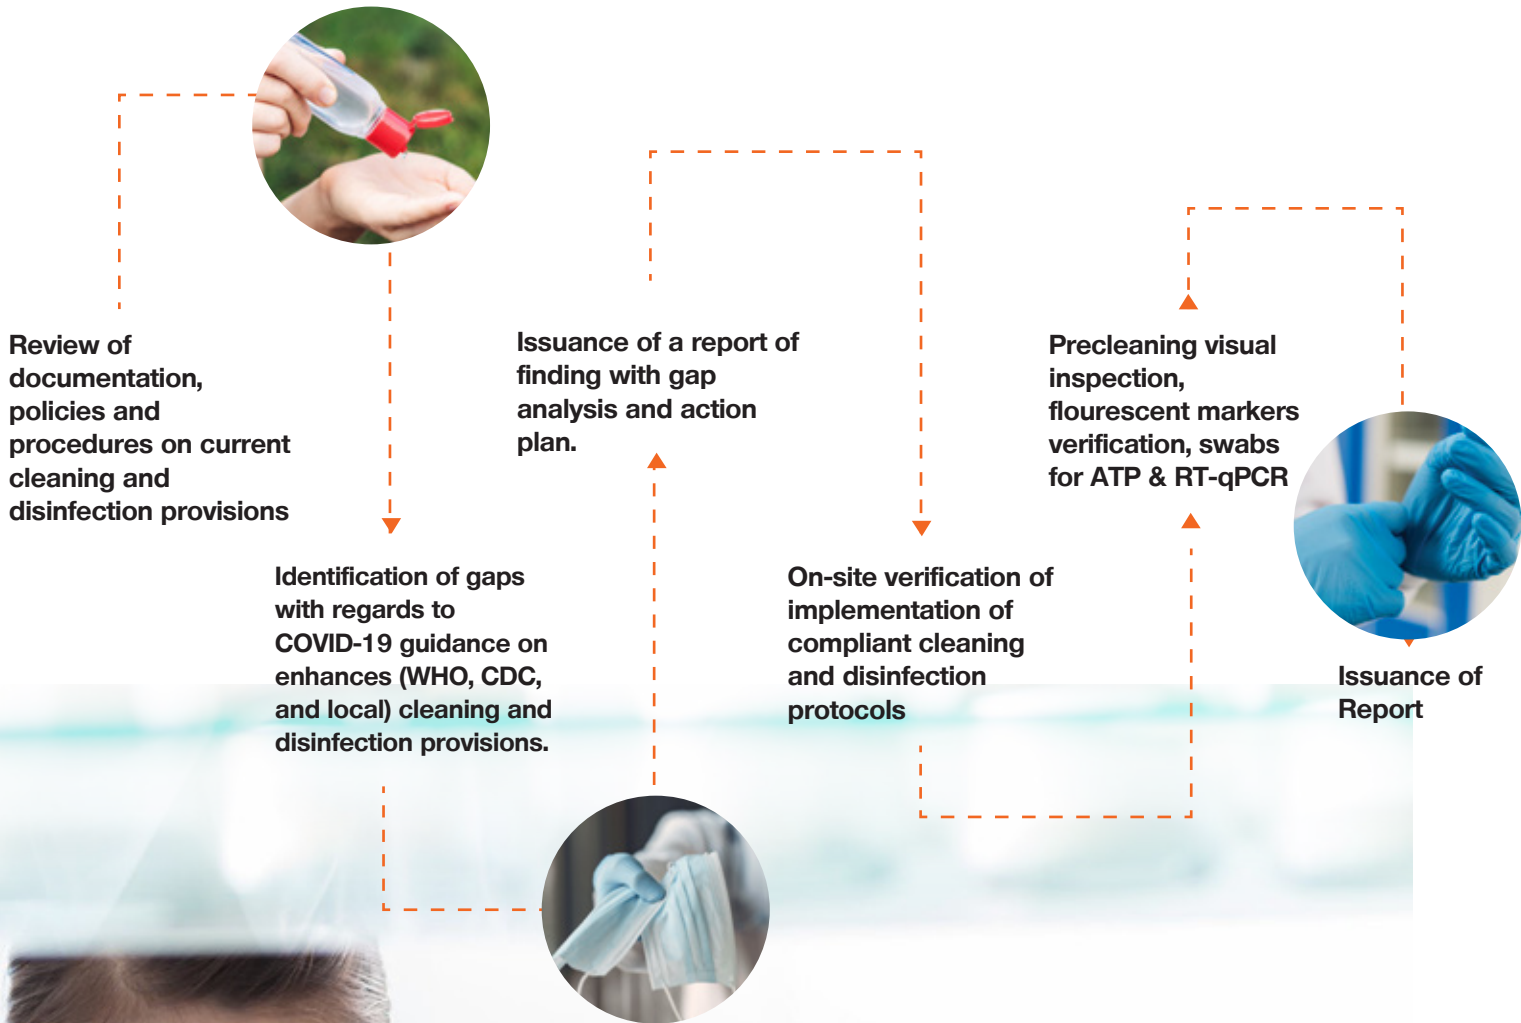 Review of
documentation,
policies and
procedures on current
cleaning and
disinfection provisions
Identification of gaps
with regards to
COVID-19 guidance on
enhances (WHO, CDC,
and local) cleaning and
disinfection provisions.
Issuance of a report of
finding with gap
analysis and action
plan.
On-site verification of
implementation of
compliant cleaning
and disinfection
protocols
Precleaning visual
inspection,
flourescent markers
verification, swabs
for ATP & RT-qPCR
Issuance of
Report